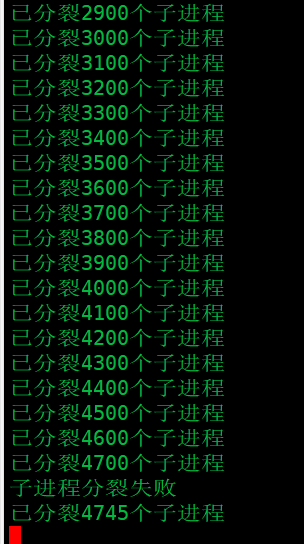 已分裂2900个子进程
已分裂3000个子进程
已分裂3100个子进程
已分裂3200个子进程
已分裂3300个子进程
已分裂3400个子进程
已分裂3500个子进程
已分裂3600个子进程
已分裂3700个子进程
已分裂3800个子进程
已分裂3900个子进程
已分裂4000个子进程
已分裂4100个子进程
已分裂4200个子进程
已分裂4300个子进程
已分裂4400个子进程
已分裂4500个子进程
已分裂4600个子进程
已分裂4700个子进程
子进程分裂失败
已分裂4745个子进程